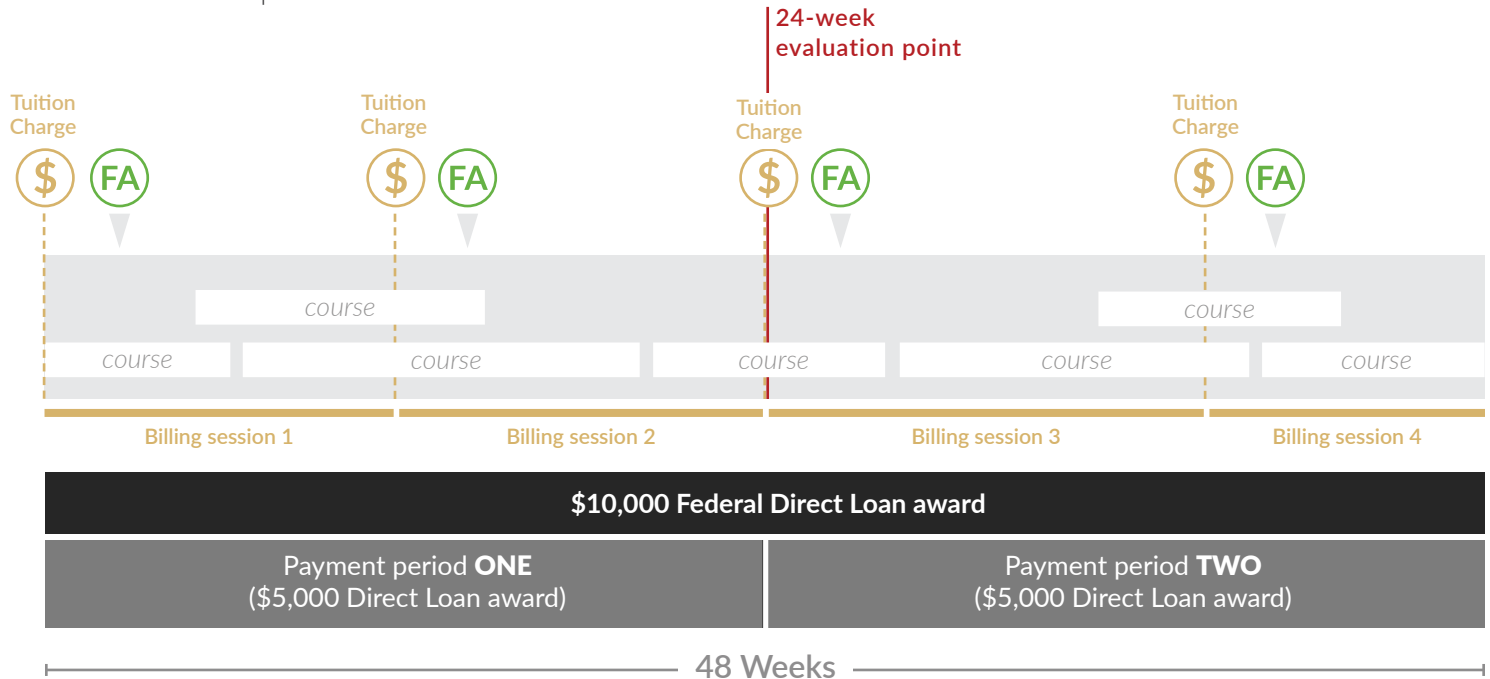 24-week
evaluation point
Tuition
Charge
Tuition
Charge
Tuition
Charge
Tuition
Charge
$
FA
$
FA
$
FA
$
FA
course
course
course
course
course
course
course
Billing session 1
Billing session 2
Billing session 3
Billing session 4
$10,000 Federal Direct Loan award
Payment period ONE
($5,000 Direct Loan award)
Payment period TWO
($5,000 Direct Loan award)
48 Weeks